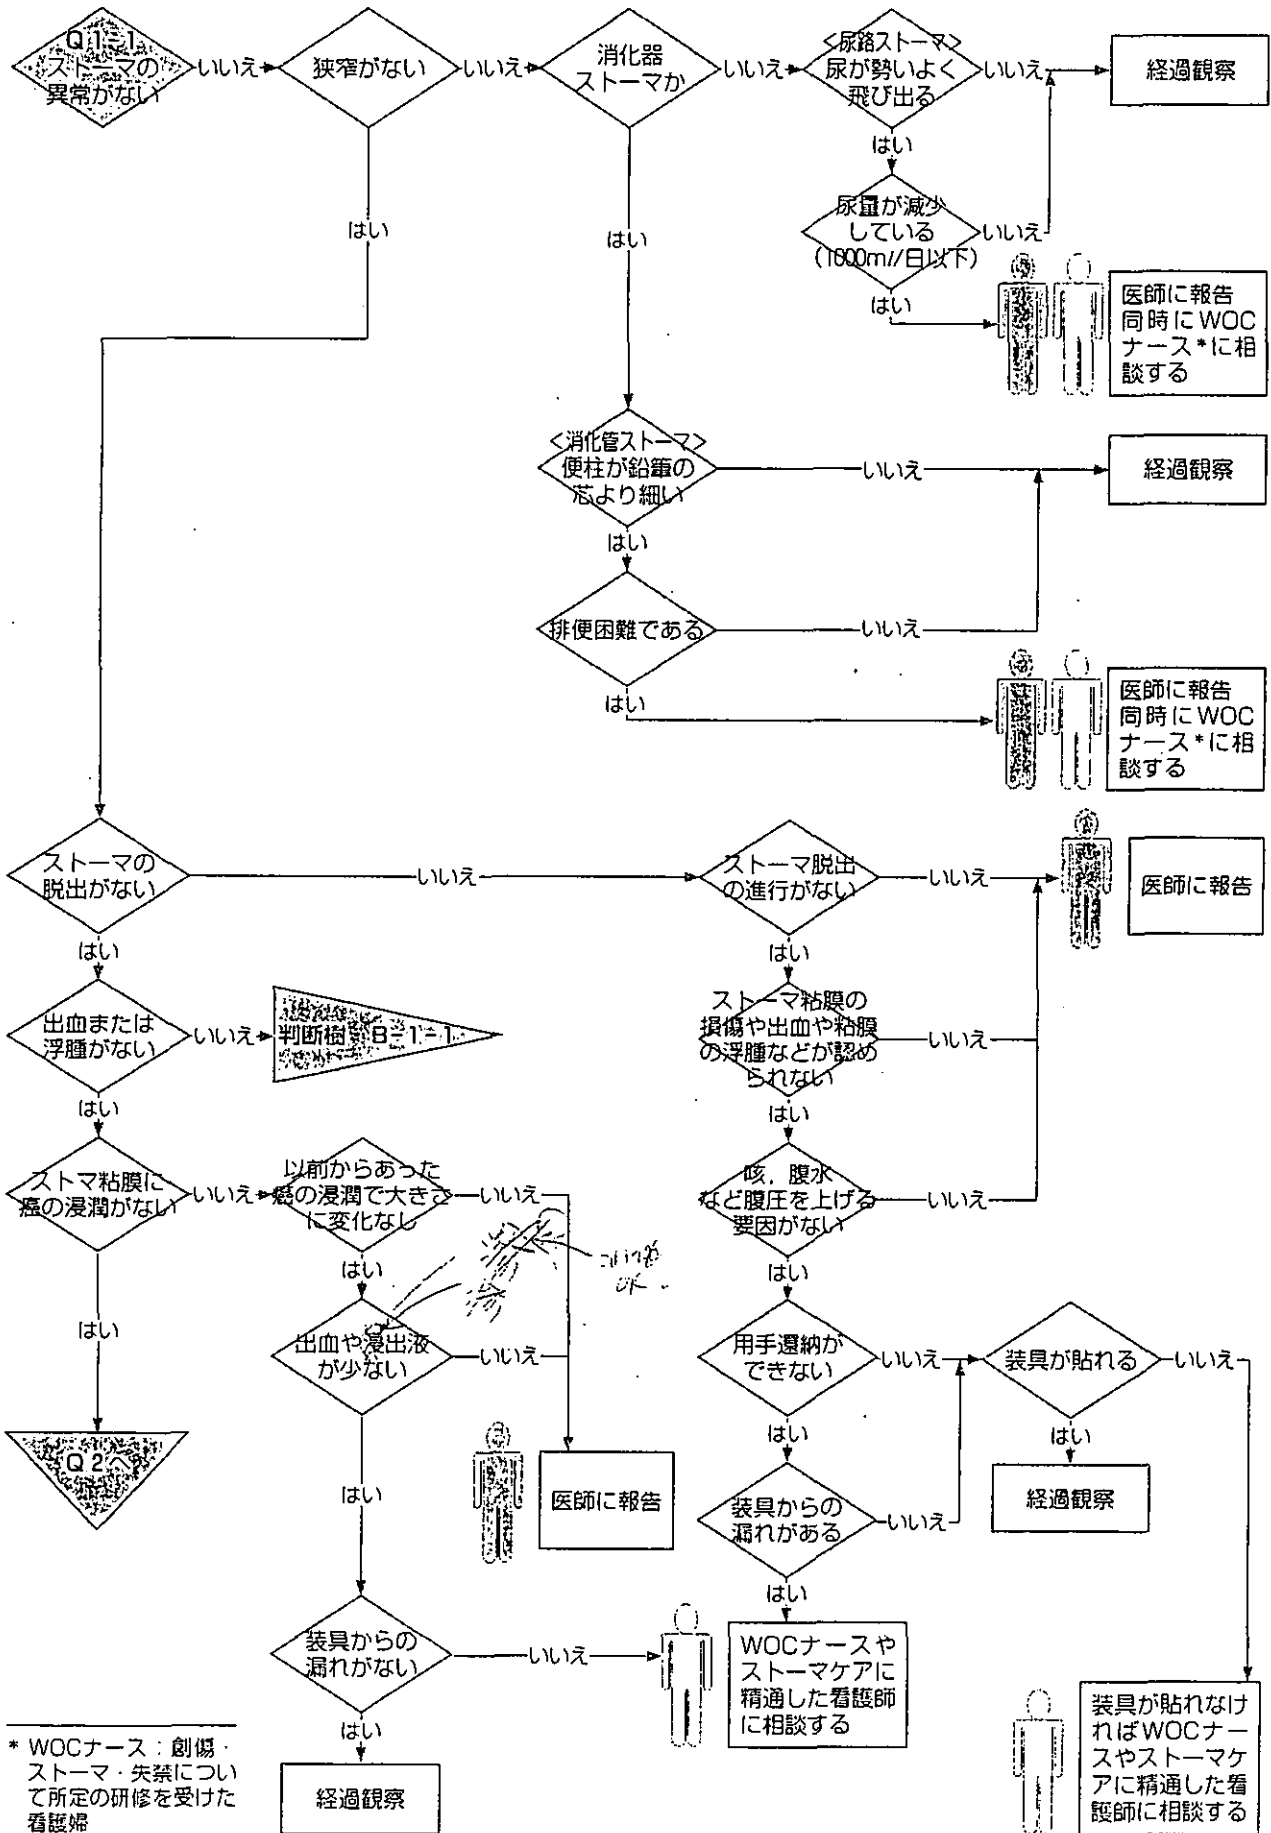 Q1-1
ストーマの
異常がない
いいえ
狭窄がない
いいえ
消化器
ストーマか
いいえ
<尿路ストーマ>
尿が勢いよく
飛び出る
いいえ
経過観察
はい
尿量が減少
している
(1000ml/日以下)
いいえ
はい
医師に報告
同時にWOC
ナース*に相
談する
はい
はい
<消化管ストーマ>
便柱が鉛筆の
芯より細い
いいえ
経過観察
はい
排便困難である
いいえ
はい
医師に報告
同時にWOC
ナース*に相
談する
ストーマの
脱出がない
いいえ
ストーマ脱出
の進行がない
いいえ
医師に報告
はい
はい
出血または
浮腫がない
いいえ
判断樹 B-1-1
ストーマ粘膜の
損傷や出血や粘膜
の浮腫などが認め
られない
いいえ
はい
はい
ストマ粘膜に
癌の浸潤がない
いいえ
以前からあった
癌の浸潤で大きさ
に変化なし
いいえ
咳,腹水
など腹圧を上げる
要因がない
いいえ
はい
はい
はい
出血や浸出液
が少ない
いいえ
用手還納が
できない
いいえ
装具が貼れる
いいえ
Q2へ
はい
医師に報告
はい
はい
経過観察
装具からの
漏れがある
いいえ
はい
装具からの
漏れがない
いいえ
WOCナースや
ストーマケアに
精通した看護師
に相談する
はい
経過観察
装具が貼れなけ
ればWOCナー
スやストーマケ
アに精通した看
護師に相談する
* WOCナース:創傷・
ストーマ・失禁につい
て所定の研修を受けた
看護婦